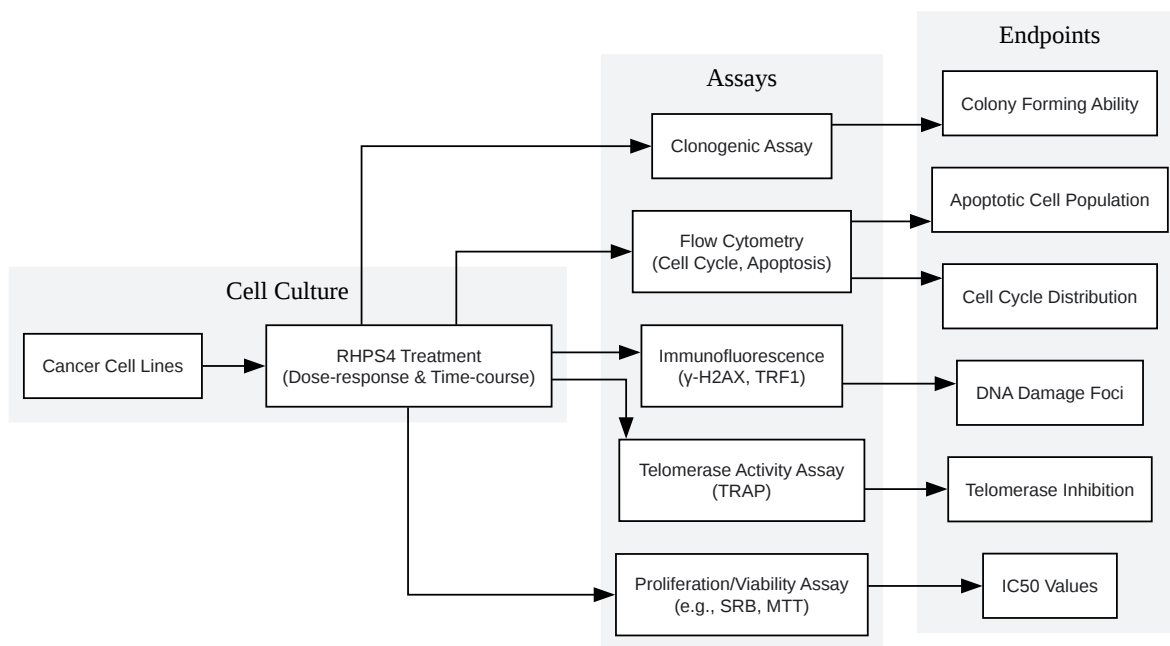 Cell Culture
Cancer Cell Lines
RHPS4 Treatment
(Dose-response & Time-course)
Assays
Clonogenic Assay
Flow Cytometry
(Cell Cycle, Apoptosis)
Immunofluorescence
(γ-H2AX, TRF1)
Telomerase Activity Assay
(TRAP)
Proliferation/Viability Assay
(e.g., SRB, MTT)
Endpoints
Colony Forming Ability
Apoptotic Cell Population
Cell Cycle Distribution
DNA Damage Foci
Telomerase Inhibition
IC50 Values